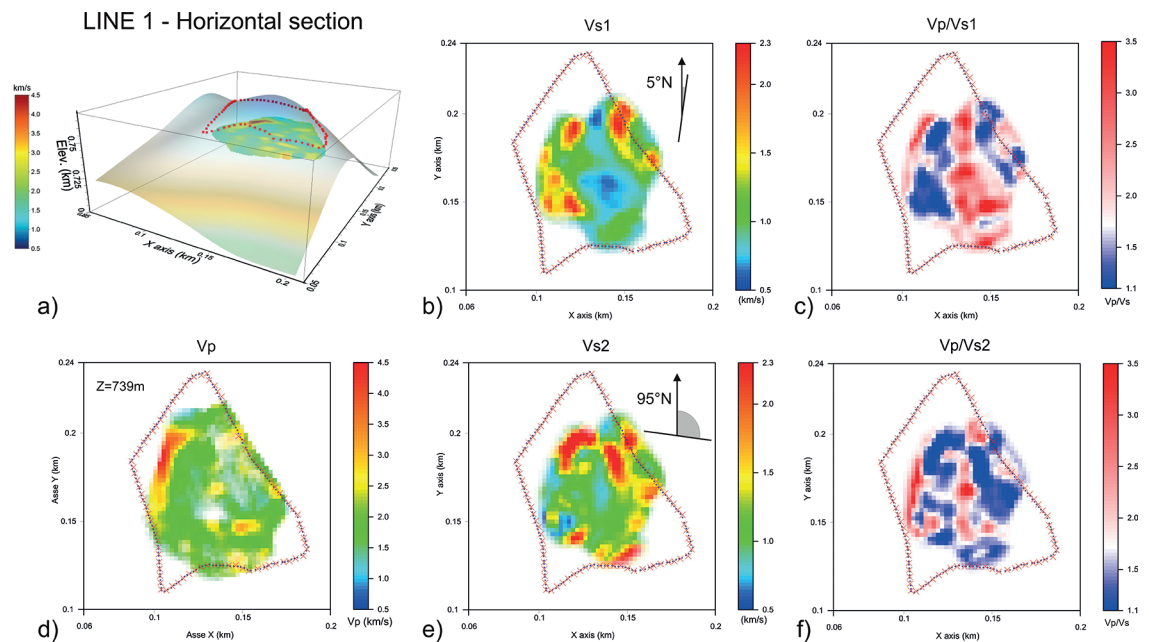 LINE 1 - Horizontal section
km/s
4.5
4.0
3.5
3.0
2.5
2.0
1.5
1.0
0.5
Elev. (km)
0.75
0.725
X axis (km)
0.1
0.15
0.2
Y axis (km)
0.05
0.1
a)
Vs1
5°N
0.24
0.2
0.15
0.1
Y axis (km)
0.06
0.1
0.15
0.2
X axis (km)
2.3
2.0
1.5
1.0
0.5
(km/s)
b)
Vp/Vs1
0.24
0.2
0.15
0.1
Y axis (km)
0.06
0.1
0.15
0.2
X axis (km)
3.5
3.0
2.5
2.0
1.5
1.1
Vp/Vs
c)
Vp
Z=739m
0.24
0.2
0.15
0.1
Asse Y (km)
0.06
0.1
0.15
0.2
Asse X (km)
4.5
4.0
3.5
3.0
2.5
2.0
1.5
1.0
0.5
Vp (km/s)
d)
Vs2
95°N
0.24
0.2
0.15
0.1
Y axis (km)
0.06
0.1
0.15
0.2
X axis (km)
2.3
2.0
1.5
1.0
0.5
(km/s)
e)
Vp/Vs2
0.24
0.2
0.15
0.1
Y axis (km)
0.06
0.1
0.15
0.2
X axis (km)
3.5
3.0
2.5
2.0
1.5
1.1
Vp/Vs
f)